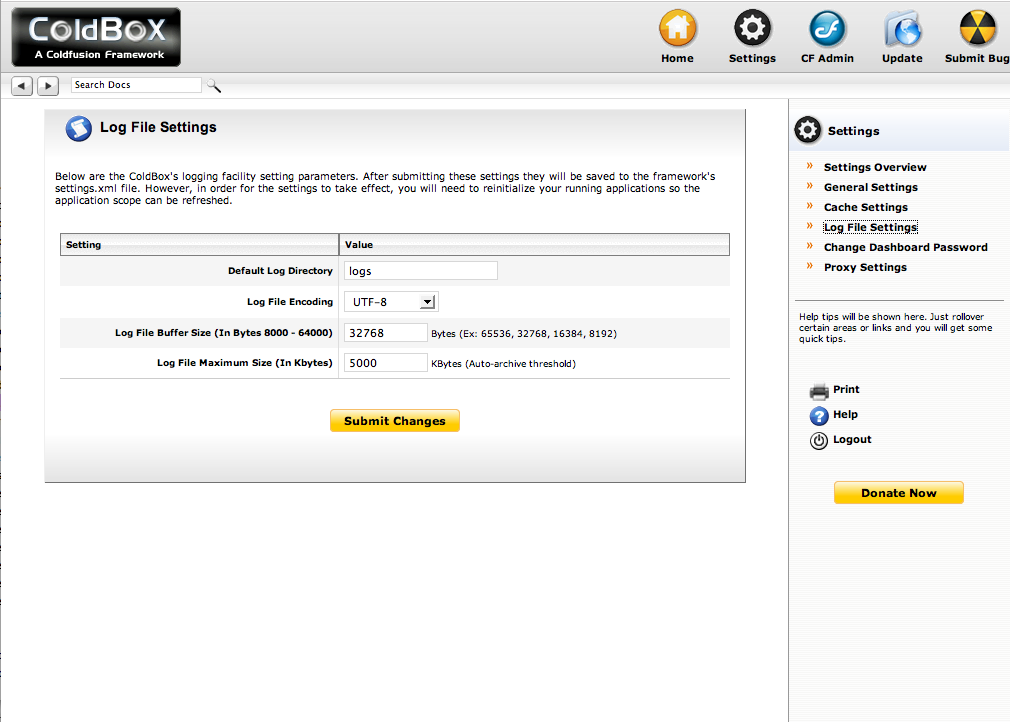 ColdBox
A Coldfusion Framework
Home
Settings
CF Admin
Update
Submit Bug
Search Docs
Log File Settings
Below are the ColdBox's logging facility setting parameters. After submitting these settings they will be saved to the framework's
settings.xml file. However, in order for the settings to take effect, you will need to reinitialize your running applications so the
application scope can be refreshed.
Setting Value
Default Log Directory logs
Log File Encoding UTF-8
Log File Buffer Size (In Bytes 8000 - 64000) 32768 Bytes (Ex: 65536, 32768, 16384, 8192)
Log File Maximum Size (In Kbytes) 5000 KBytes (Auto-archive threshold)
Submit Changes
Settings
» Settings Overview
» General Settings
» Cache Settings
» Log File Settings
» Change Dashboard Password
» Proxy Settings
Help tips will be shown here. Just rollover
certain areas or links and you will get some
quick tips.
Print
Help
Logout
Donate Now